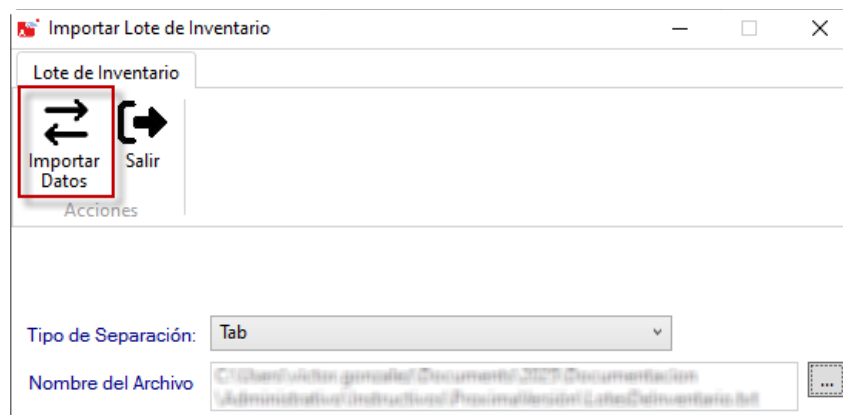 Importar Lote de Inventario
Lote de Inventario
Importar Datos
Salir
Acciones
Tipo de Separación: Tab
Nombre del Archivo
...